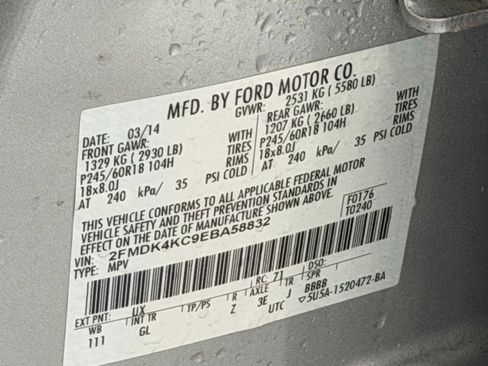 MFD. BY FORD MOTOR CO.
DATE: 03/14 GVWR: 2531 KG ( 5580 LB)
FRONT GAWR: REAR GAWR:
1329 KG ( 2930 LB) WITH 1207 KG ( 2660 LB) WITH
P245/60R18 104H TIRES P245/60R18 104H TIRES
18x8.0J RIMS 18x8.0J RIMS
AT 240 kPa/ 35 PSI COLD AT 240 kPa/ 35 PSI COLD
THIS VEHICLE CONFORMS TO ALL APPLICABLE FEDERAL MOTOR
VEHICLE SAFETY AND THEFT PREVENTION STANDARDS IN
EFFECT ON THE DATE OF MANUFACTURE SHOWN ABOVE.
VIN: 2FMDK4KC9EBA58832 F0176
TYPE: MPV T0240
EXT PNT: UX RC: 71
WB INT TR TP/PS R AXLE TR SPR
111 GL Z 3E J BBBB
UTC 5U5A-1520472-BA